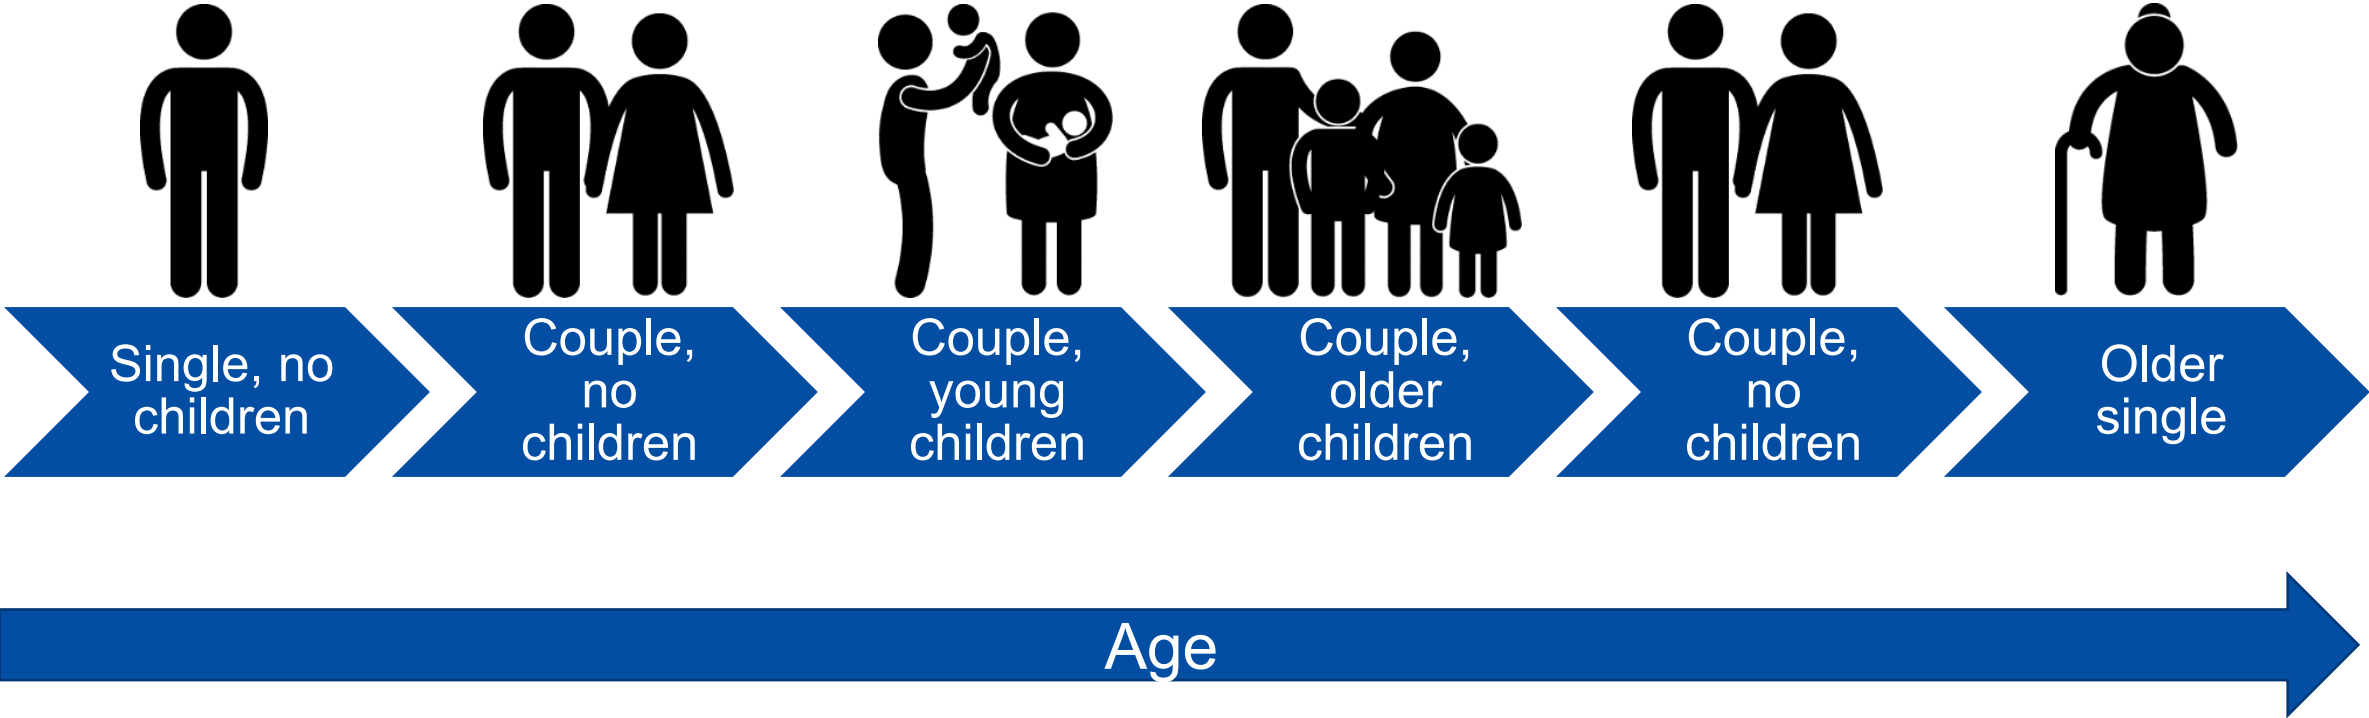 Single, no
children
Couple,
no
children
Couple,
young
children
Couple,
older
children
Couple,
no
children
Older
single
Age